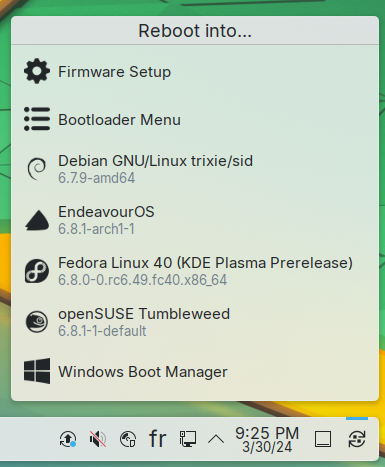 Reboot into...
Firmware Setup
Bootloader Menu
Debian GNU/Linux trixie/sid
6.7.9-amd64
EndeavourOS
6.8.1-arch1-1
Fedora Linux 40 (KDE Plasma Prerelease)
6.8.0-0.rc6.49.fc40.x86_64
openSUSE Tumbleweed
6.8.1-1-default
Windows Boot Manager
fr
9:25 PM
3/30/24